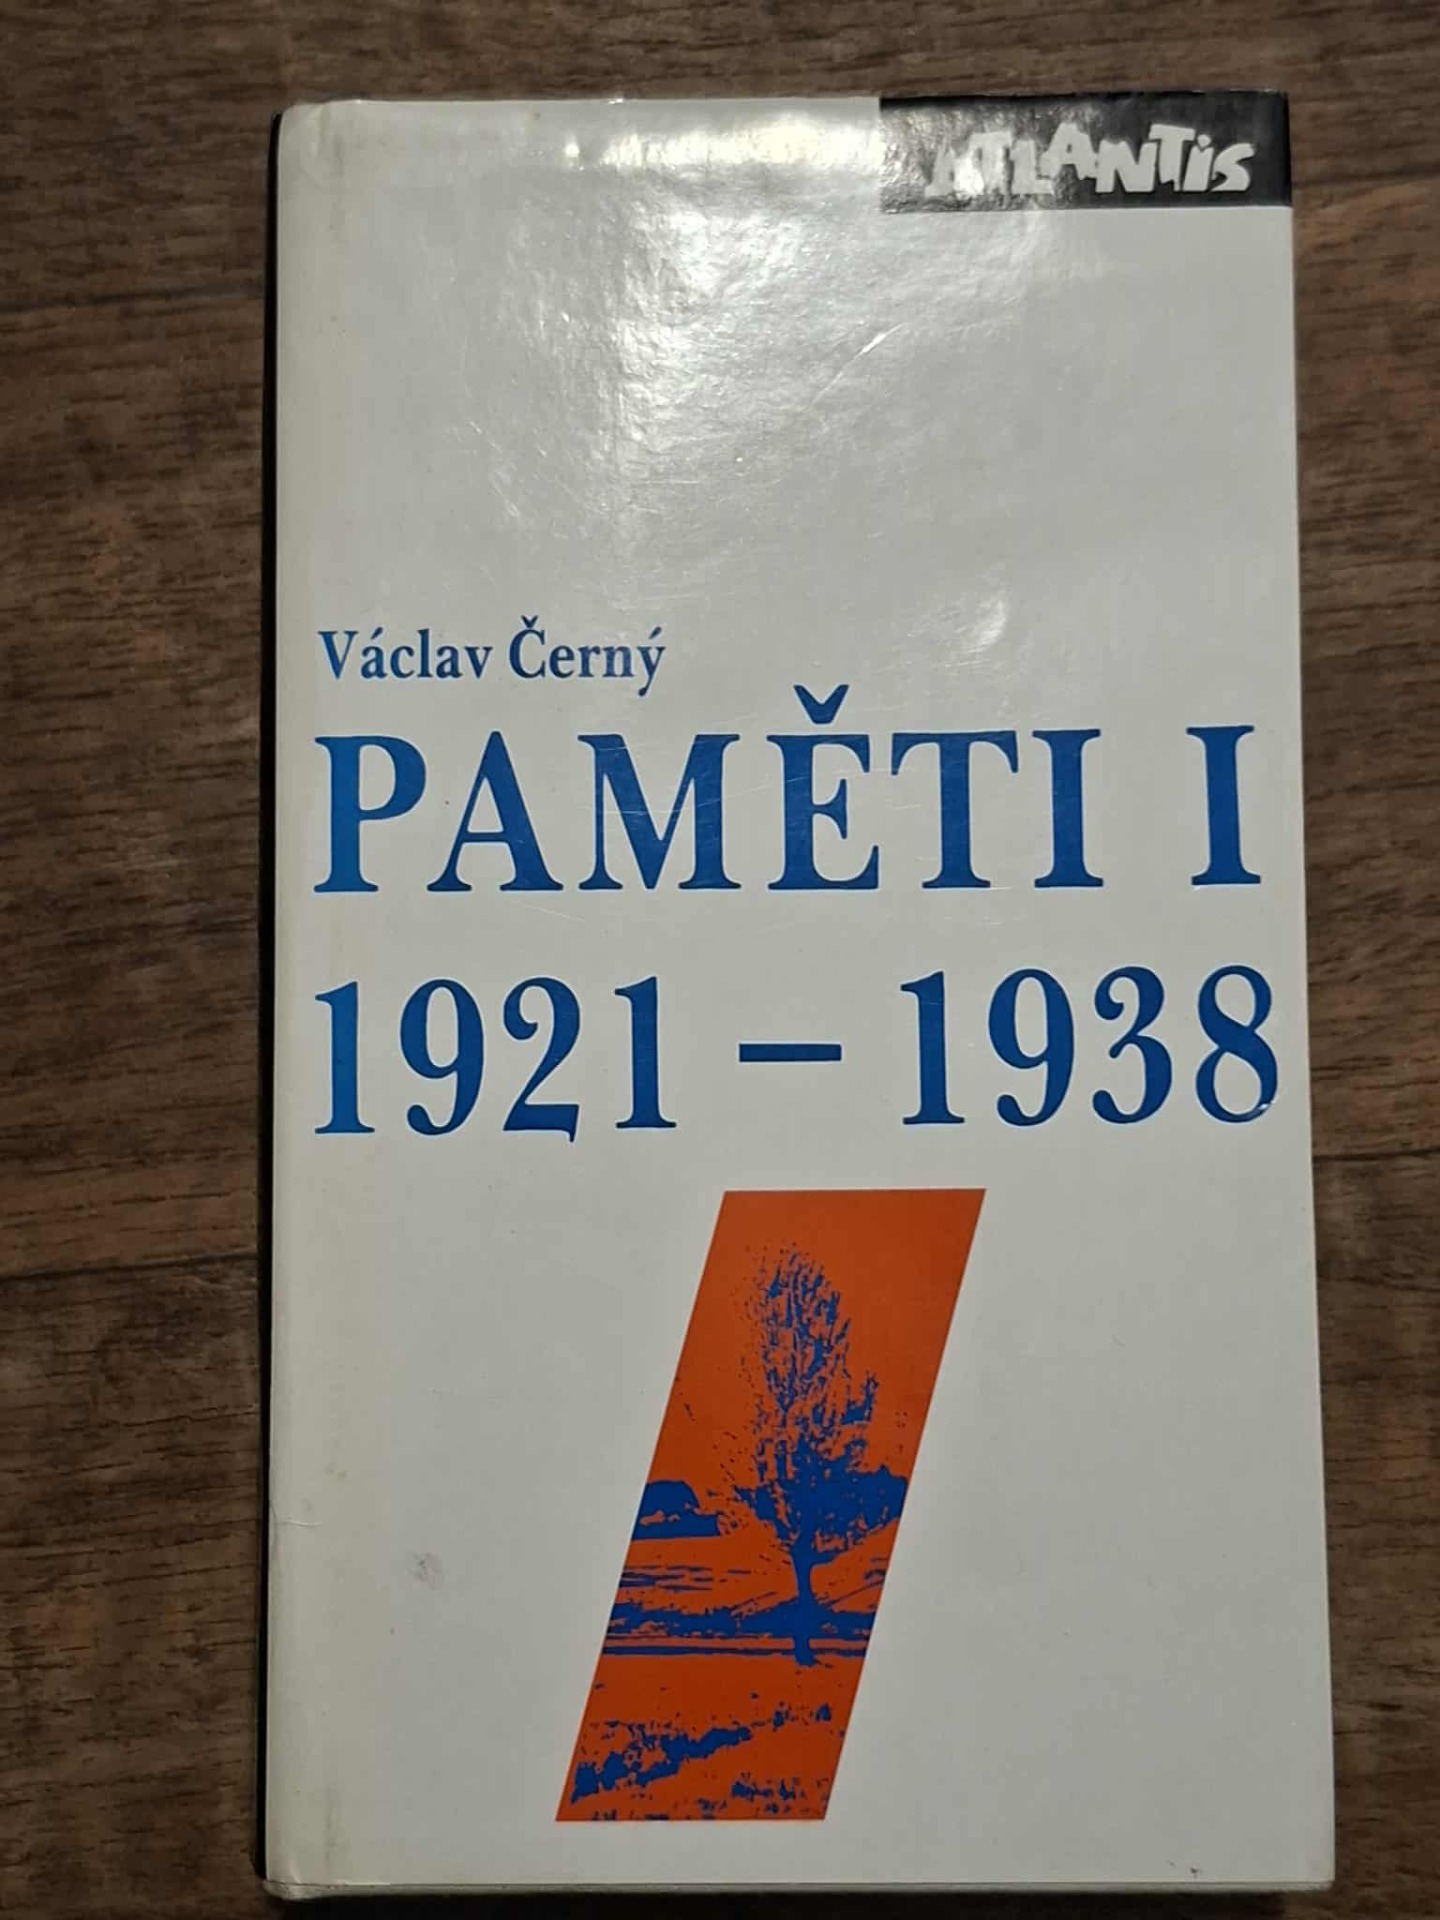 ATLANTiS
Václav Černý
PAMĚTI I
1921 – 1938